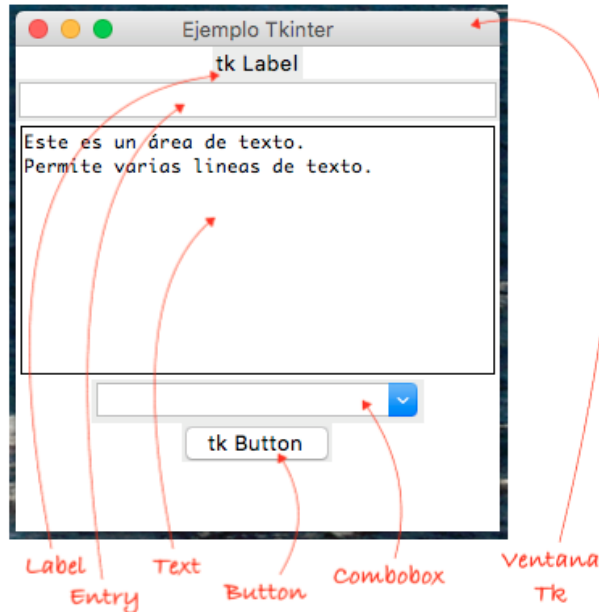 Ejemplo Tkinter
tk Label
Este es un área de texto.
Permite varias lineas de texto.
tk Button
Label
Entry
Text
Button
Combobox
Ventana
Tk